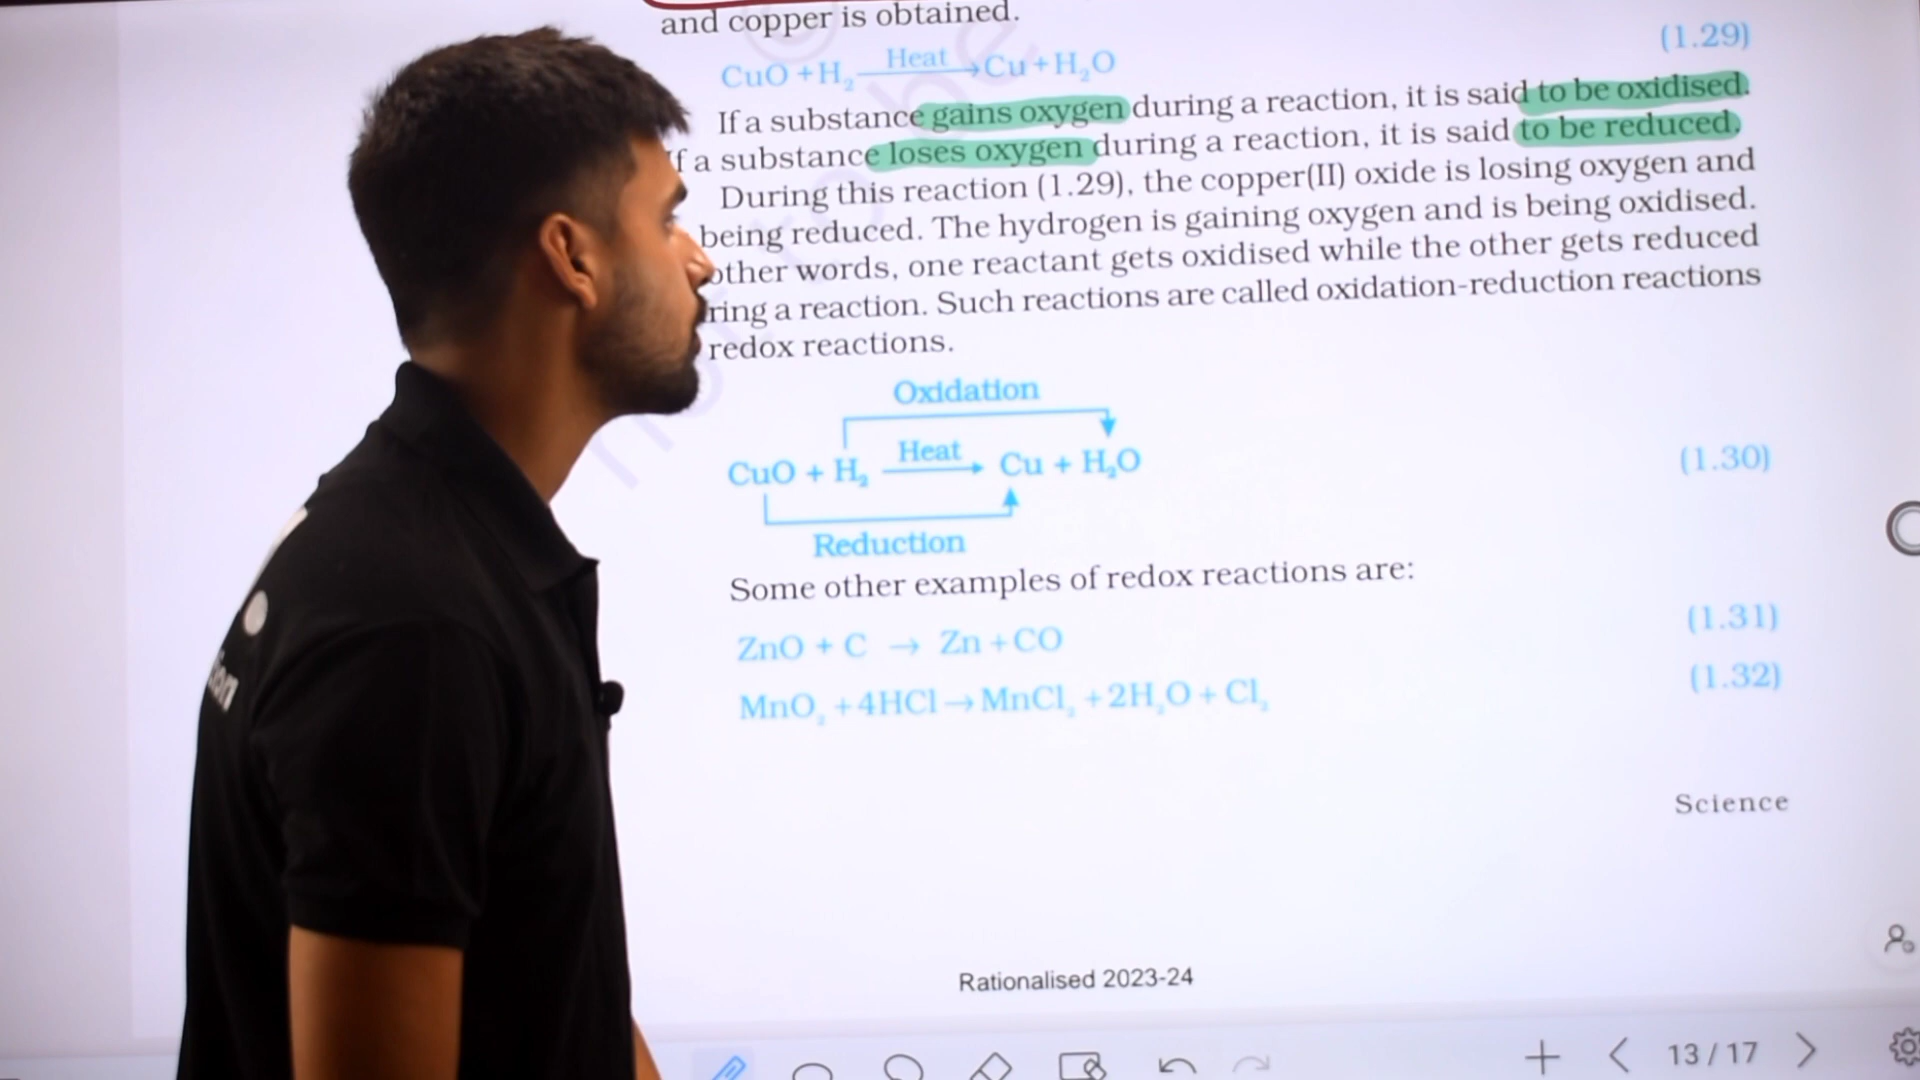 and copper is obtained.
CuO + H₂ Heat → Cu + H₂O (1.29)
If a substance gains oxygen during a reaction, it is said to be oxidised.
f a substance loses oxygen during a reaction, it is said to be reduced.
During this reaction (1.29), the copper(II) oxide is losing oxygen and
being reduced. The hydrogen is gaining oxygen and is being oxidised.
other words, one reactant gets oxidised while the other gets reduced
ring a reaction. Such reactions are called oxidation-reduction reactions
redox reactions.
Oxidation
CuO + H₂ Heat → Cu + H₂O (1.30)
Reduction
Some other examples of redox reactions are:
ZnO + C → Zn + CO (1.31)
MnO₂ + 4HCl → MnCl₂ + 2H₂O + Cl₂ (1.32)
Science
Rationalised 2023-24
13 / 17